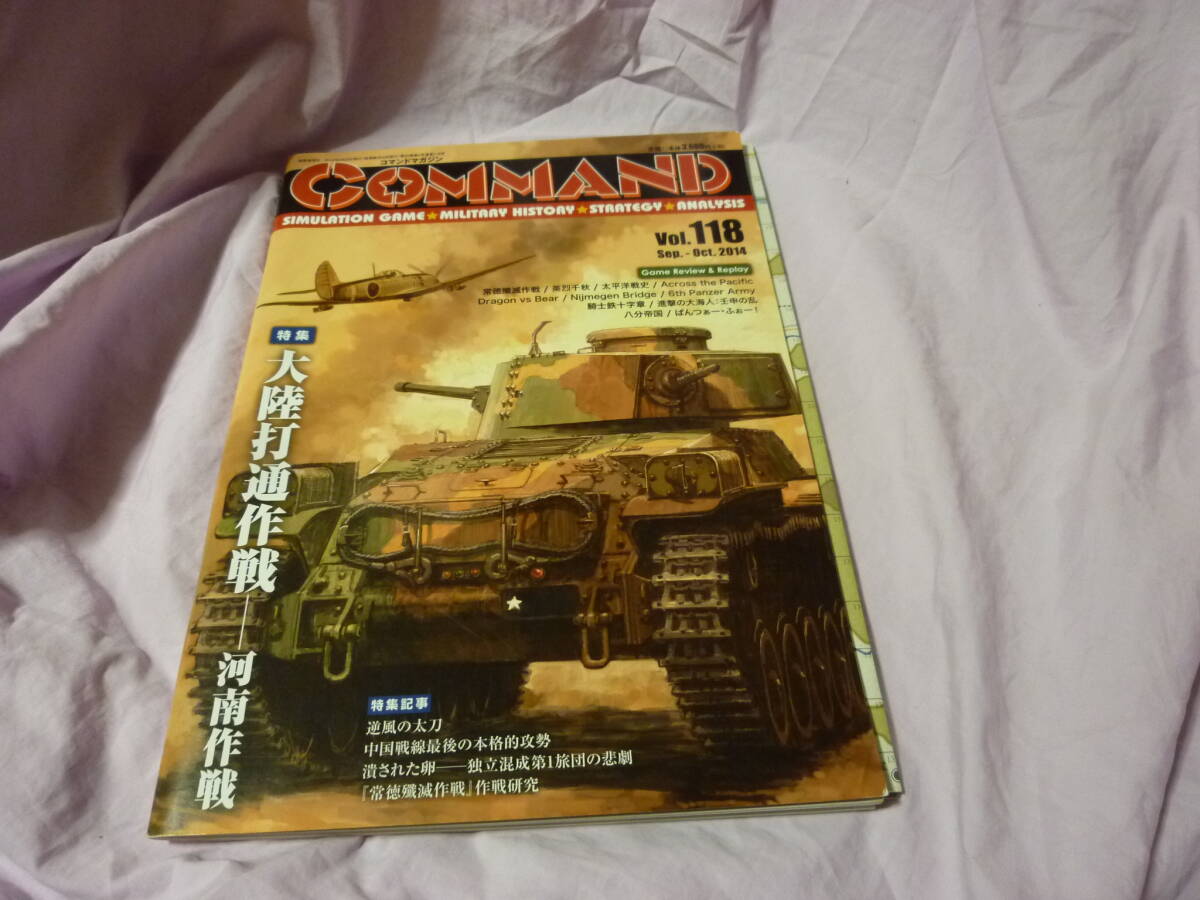 コマンドマガジン
COMMAND
SIMULATION GAME★MILITARY HISTORY★STRATEGY★ANALYSIS
Vol.118
Sep. - Oct. 2014
Game Review & Replay
常徳殲滅作戦 / 英烈千秋 / 太平洋戦史 / Across the Pacific
Dragon vs Bear / Nijmegen Bridge / 6th Panzer Army
騎士鉄十字章 / 進撃の大海人:壬申の乱
八分帝国 / ぱんつぁー・ふぉー!
特集
大陸打通作戦──河南作戦
特集記事
逆風の太刀
中国戦線最後の本格的攻勢
潰された卵──独立混成第1旅団の悲劇
『常徳殲滅作戦』作戦研究